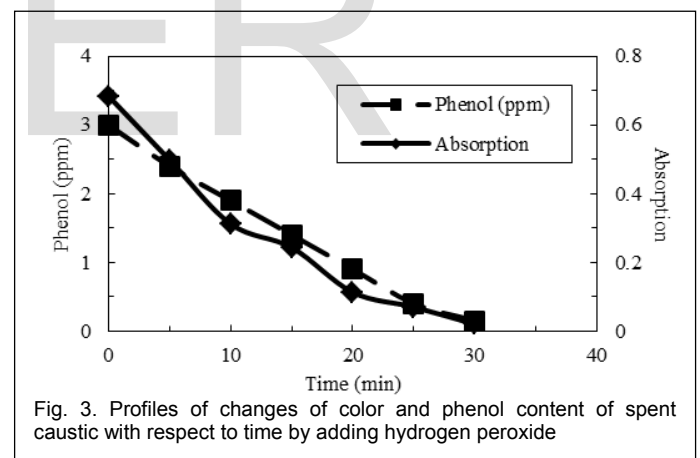 ER
4
3
2
1
0
Phenol (ppm)
0.8
0.6
0.4
0.2
0
Absorption
Phenol (ppm)
Absorption
0 10 20 30 40
Time (min)
Fig. 3. Profiles of changes of color and phenol content of spent
caustic with respect to time by adding hydrogen peroxide